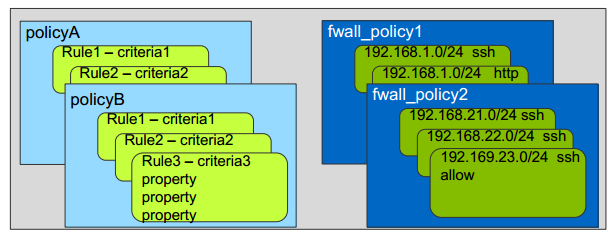 policyA
Rule1 – criteria1
Rule2 – criteria2
policyB
Rule1 – criteria1
Rule2 – criteria2
Rule3 – criteria3
property
property
property
fwall_policy1
192.168.1.0/24 ssh
192.168.1.0/24 http
fwall_policy2
192.168.21.0/24 ssh
192.168.22.0/24 ssh
192.169.23.0/24 ssh
allow